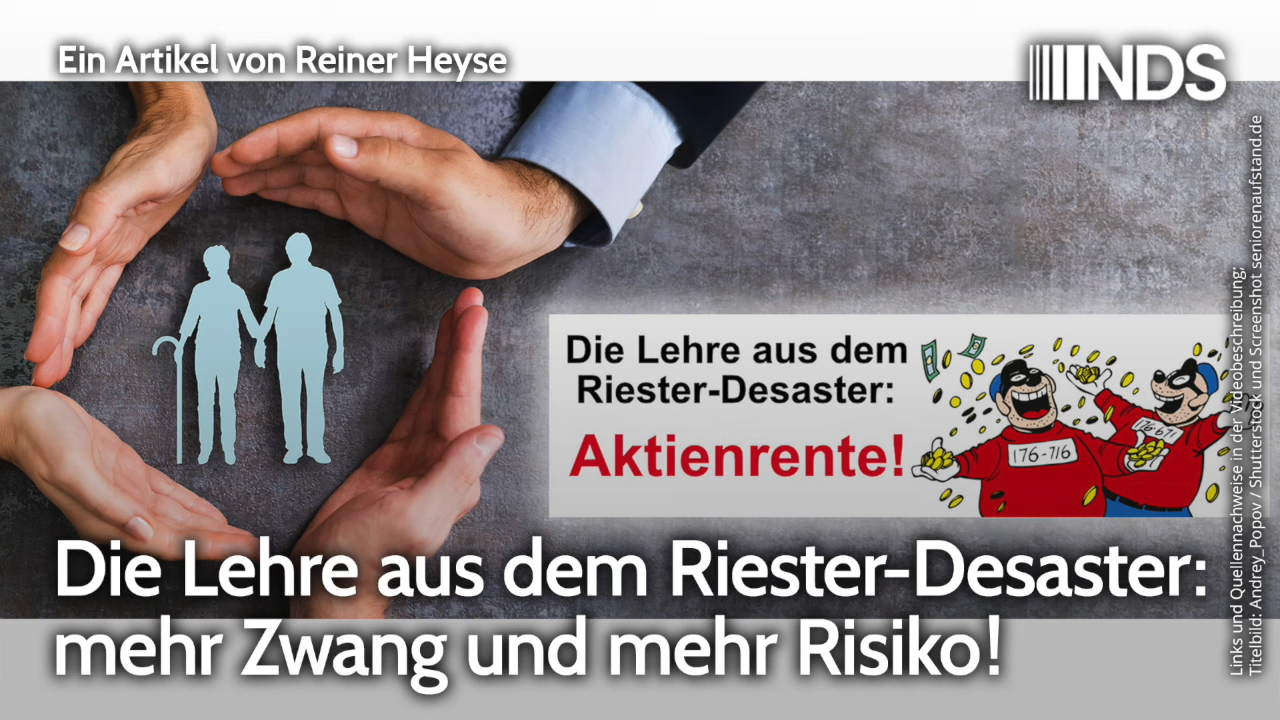 Ein Artikel von Reiner Heyse
NDS
Die Lehre aus dem
Riester-Desaster:
Aktienrente!
176-716
176-671
Die Lehre aus dem Riester-Desaster:
mehr Zwang und mehr Risiko!
Links und Quellennachweise in der Videobeschreibung;
Titelbild: Andrey_Popov / Shutterstock und Screenshot seniorenaufstand.de